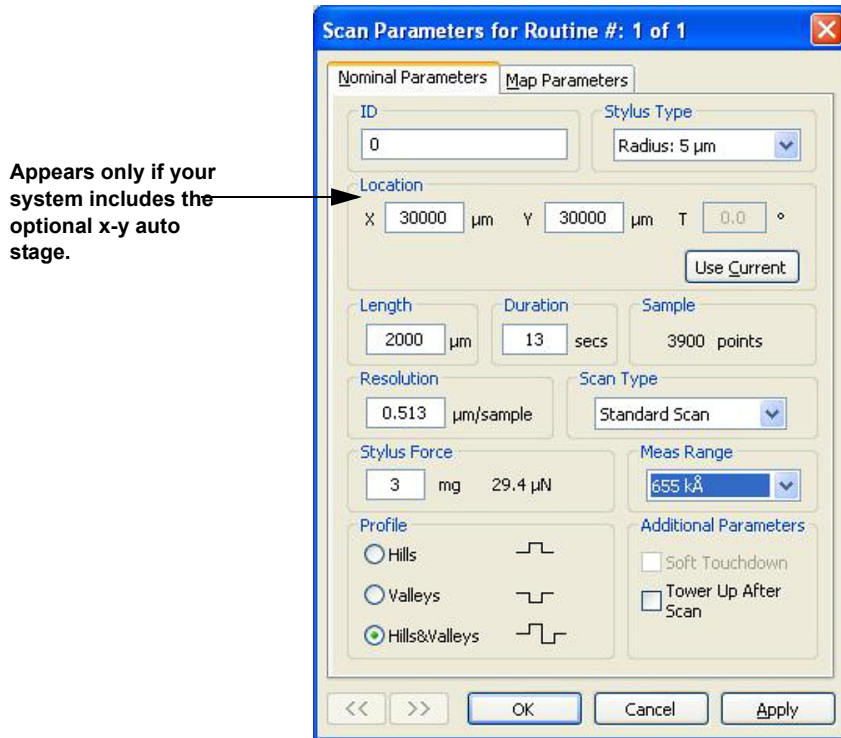 Scan Parameters for Routine #: 1 of 1
Nominal Parameters
Map Parameters
ID
0
Stylus Type
Radius: 5 µm
Appears only if your
system includes the
optional x-y auto
stage.
Location
X 30000 µm Y 30000 µm T 0.0 °
Use Current
Length
2000 µm
Duration
13 secs
Sample
3900 points
Resolution
0.513 µm/sample
Scan Type
Standard Scan
Stylus Force
3 mg 29.4 µN
Meas Range
655 kÅ
Profile
Hills
Valleys
Hills&Valleys
Additional Parameters
Soft Touchdown
Tower Up After
Scan
<< >> OK Cancel Apply